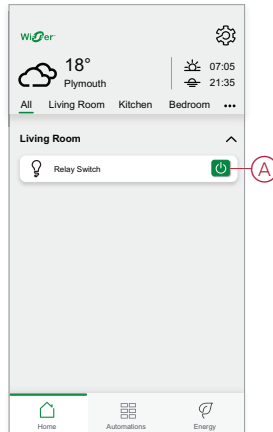 Wiser
18°
07:05
Plymouth
21:35
All Living Room Kitchen Bedroom •••
Living Room
Relay Switch
A
Home Automations Energy